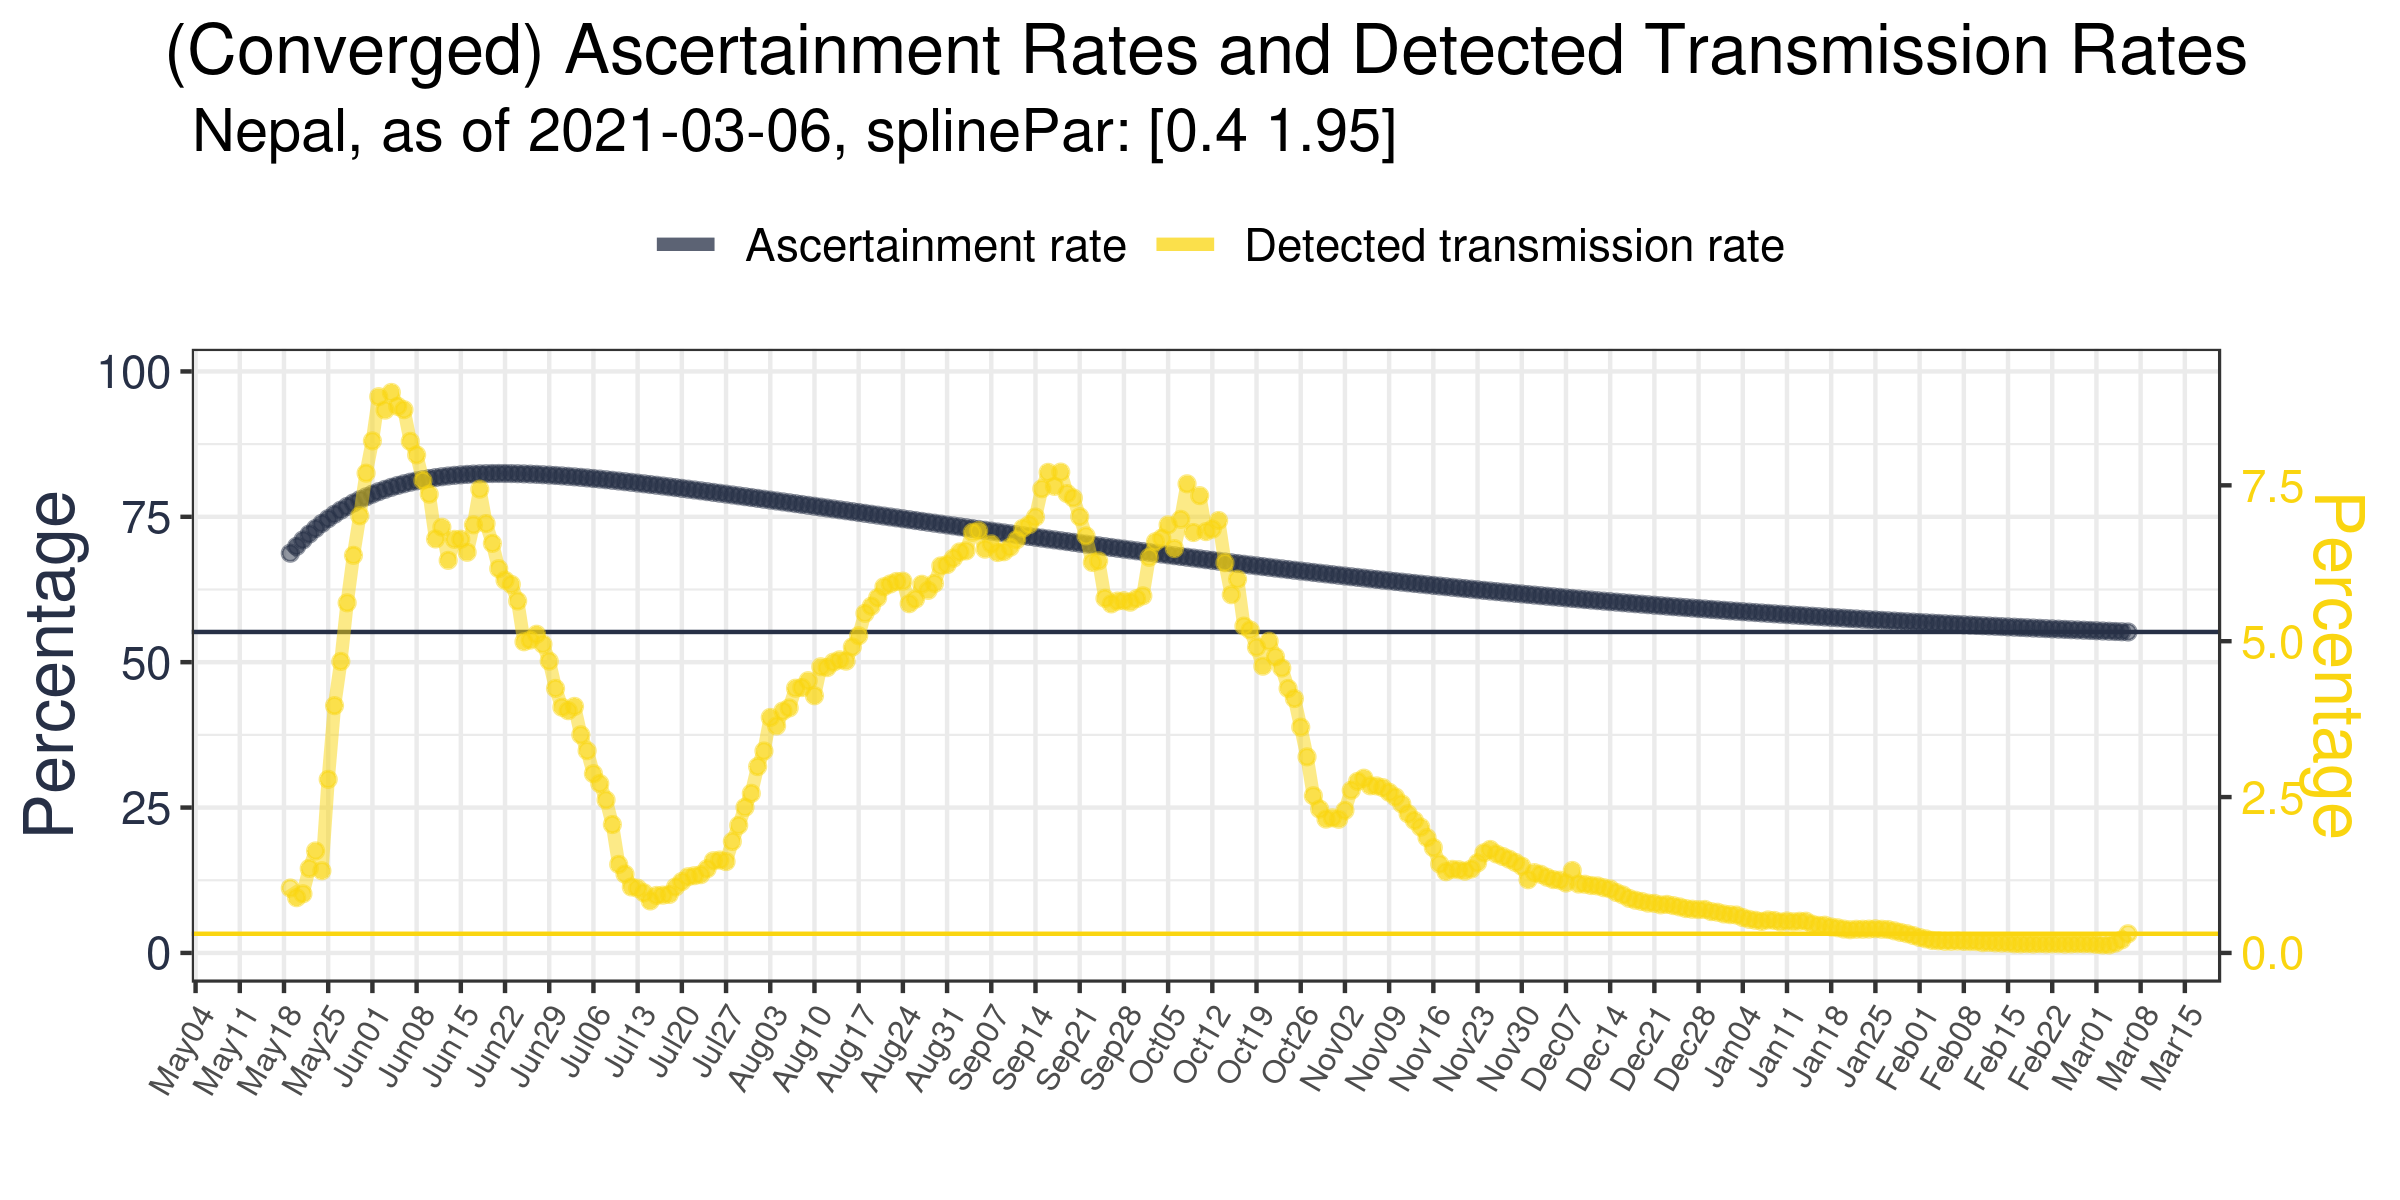 (Converged) Ascertainment Rates and Detected Transmission Rates
Nepal, as of 2021-03-06, splinePar: [0.4 1.95]
Ascertainment rate
Detected transmission rate
Percentage
100
75
50
25
0
7.5
5.0
2.5
0.0
Percentage
May04
May11
May18
May25
Jun01
Jun08
Jun15
Jun22
Jun29
Jul06
Jul13
Jul20
Jul27
Aug03
Aug10
Aug17
Aug24
Aug31
Sep07
Sep14
Sep21
Sep28
Oct05
Oct12
Oct19
Oct26
Nov02
Nov09
Nov16
Nov23
Nov30
Dec07
Dec14
Dec21
Dec28
Jan04
Jan11
Jan18
Jan25
Feb01
Feb08
Feb15
Feb22
Mar01
Mar08
Mar15